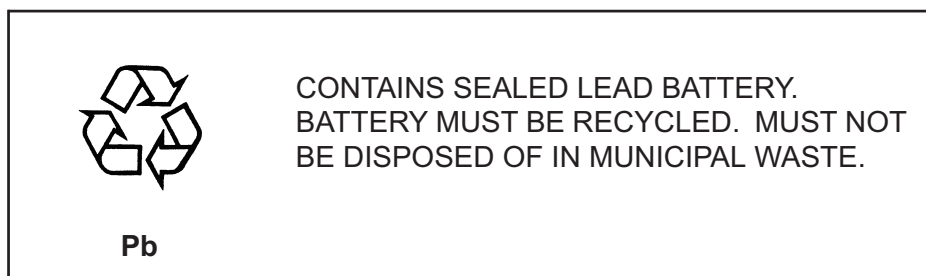 CONTAINS SEALED LEAD BATTERY.
BATTERY MUST BE RECYCLED.  MUST NOT
BE DISPOSED OF IN MUNICIPAL WASTE.
Pb